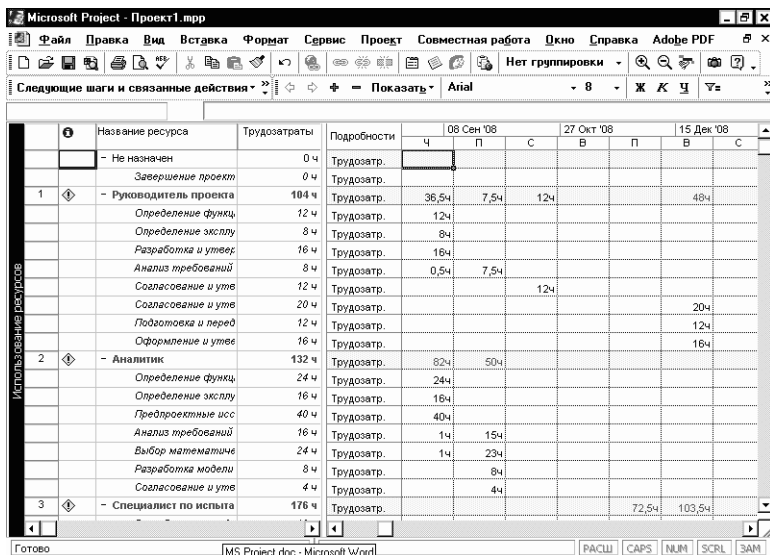 Microsoft Project - Проект1.mpp
Файл Правка Вид Вставка Формат Сервис Проект Совместная работа Окно Справка Adobe PDF
Нет группировки
Следующие шаги и связанные действия Показать Arial 8 Ж К Ч
Название ресурса Трудозатраты Подробности 08 Сен '08 27 Окт '08 15 Дек '08
Ч П С В П В С
− Не назначен 0 ч Трудозатр.
Завершение проект 0 ч Трудозатр.
1 − Руководитель проекта 104 ч Трудозатр. 36,5ч 7,5ч 12ч 48ч
Определение функц 12 ч Трудозатр. 12ч
Определение эксплу 8 ч Трудозатр. 8ч
Разработка и утвер 16 ч Трудозатр. 16ч
Анализ требований 8 ч Трудозатр. 0,5ч 7,5ч
Согласование и утв 12 ч Трудозатр. 12ч
Согласование и утв 20 ч Трудозатр. 20ч
Подготовка и перед 12 ч Трудозатр. 12ч
Оформление и утве 16 ч Трудозатр. 16ч
2 − Аналитик 132 ч Трудозатр. 82ч 50ч
Определение функц 24 ч Трудозатр. 24ч
Определение эксплу 16 ч Трудозатр. 16ч
Предпроектные исс 40 ч Трудозатр. 40ч
Анализ требований 16 ч Трудозатр. 1ч 15ч
Выбор математиче 24 ч Трудозатр. 1ч 23ч
Разработка модели 8 ч Трудозатр. 8ч
Согласование и утв 4 ч Трудозатр. 4ч
3 − Специалист по испыта 176 ч Трудозатр. 72,5ч 103,5ч
Использование ресурсов
Готово MS Project.doc - Microsoft Word РАСШ CAPS NUM SCRL ЗАМ